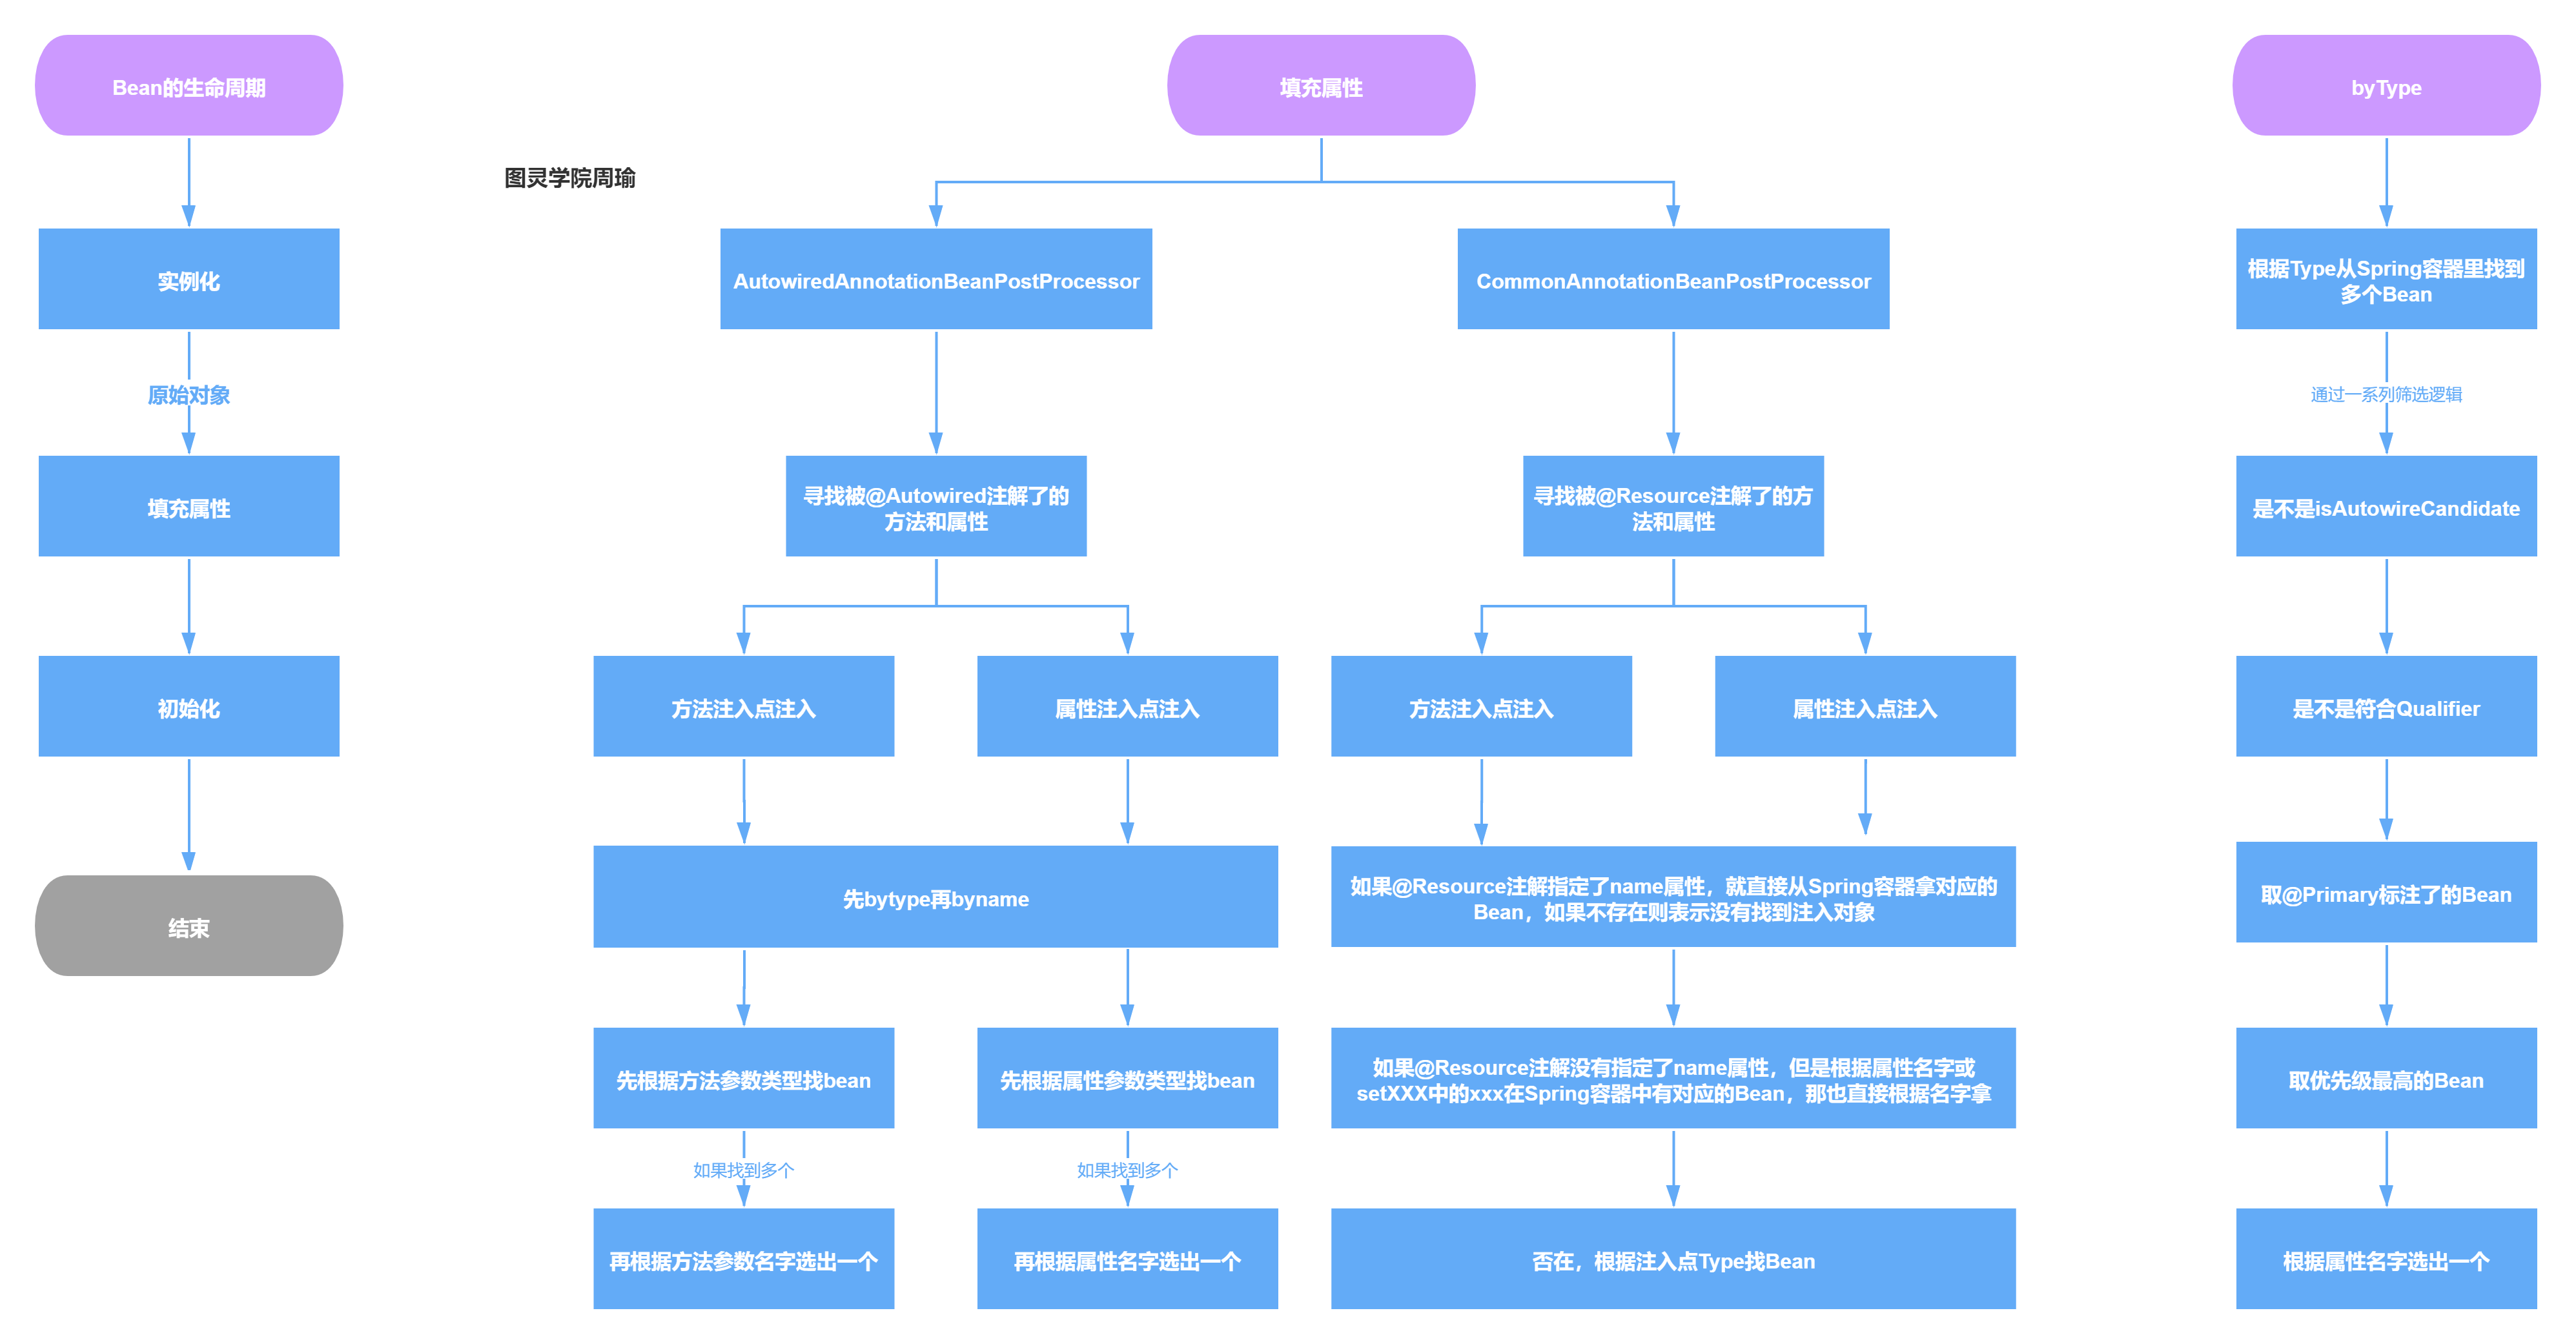 Bean的生命周期
实例化
原始对象
填充属性
初始化
结束
图灵学院周瑜
填充属性
AutowiredAnnotationBeanPostProcessor
寻找被@Autowired注解了的
方法和属性
方法注入点注入
属性注入点注入
先bytype再byname
先根据方法参数类型找bean
先根据属性参数类型找bean
如果找到多个
如果找到多个
再根据方法参数名字选出一个
再根据属性名字选出一个
CommonAnnotationBeanPostProcessor
寻找被@Resource注解了的方
法和属性
方法注入点注入
属性注入点注入
如果@Resource注解指定了name属性，就直接从Spring容器拿对应的
Bean，如果不存在则表示没有找到注入对象
如果@Resource注解没有指定了name属性，但是根据属性名字或
setXXX中的xxx在Spring容器中有对应的Bean，那也直接根据名字拿
否在，根据注入点Type找Bean
byType
根据Type从Spring容器里找到
多个Bean
通过一系列筛选逻辑
是不是isAutowireCandidate
是不是符合Qualifier
取@Primary标注了的Bean
取优先级最高的Bean
根据属性名字选出一个